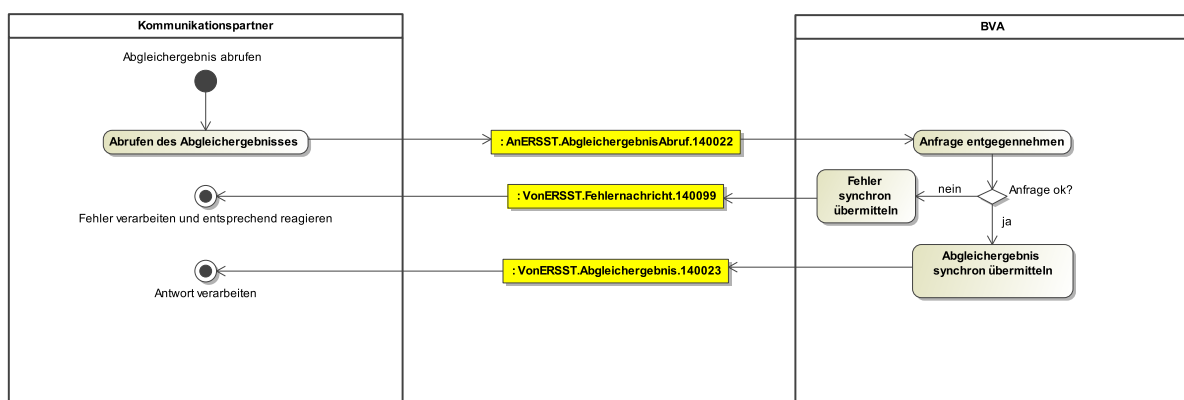 Kommunikationspartner
BVA
Abgleichergebnis abrufen
Abrufen des Abgleichergebnisses
: AnERSST.AbgleichergebnisAbruf.140022
Anfrage entgegennehmen
Anfrage ok?
nein
Fehler
synchron
übermitteln
: VonERSST.Fehlernachricht.140099
Fehler verarbeiten und entsprechend reagieren
ja
Abgleichergebnis
synchron übermitteln
: VonERSST.Abgleichergebnis.140023
Antwort verarbeiten